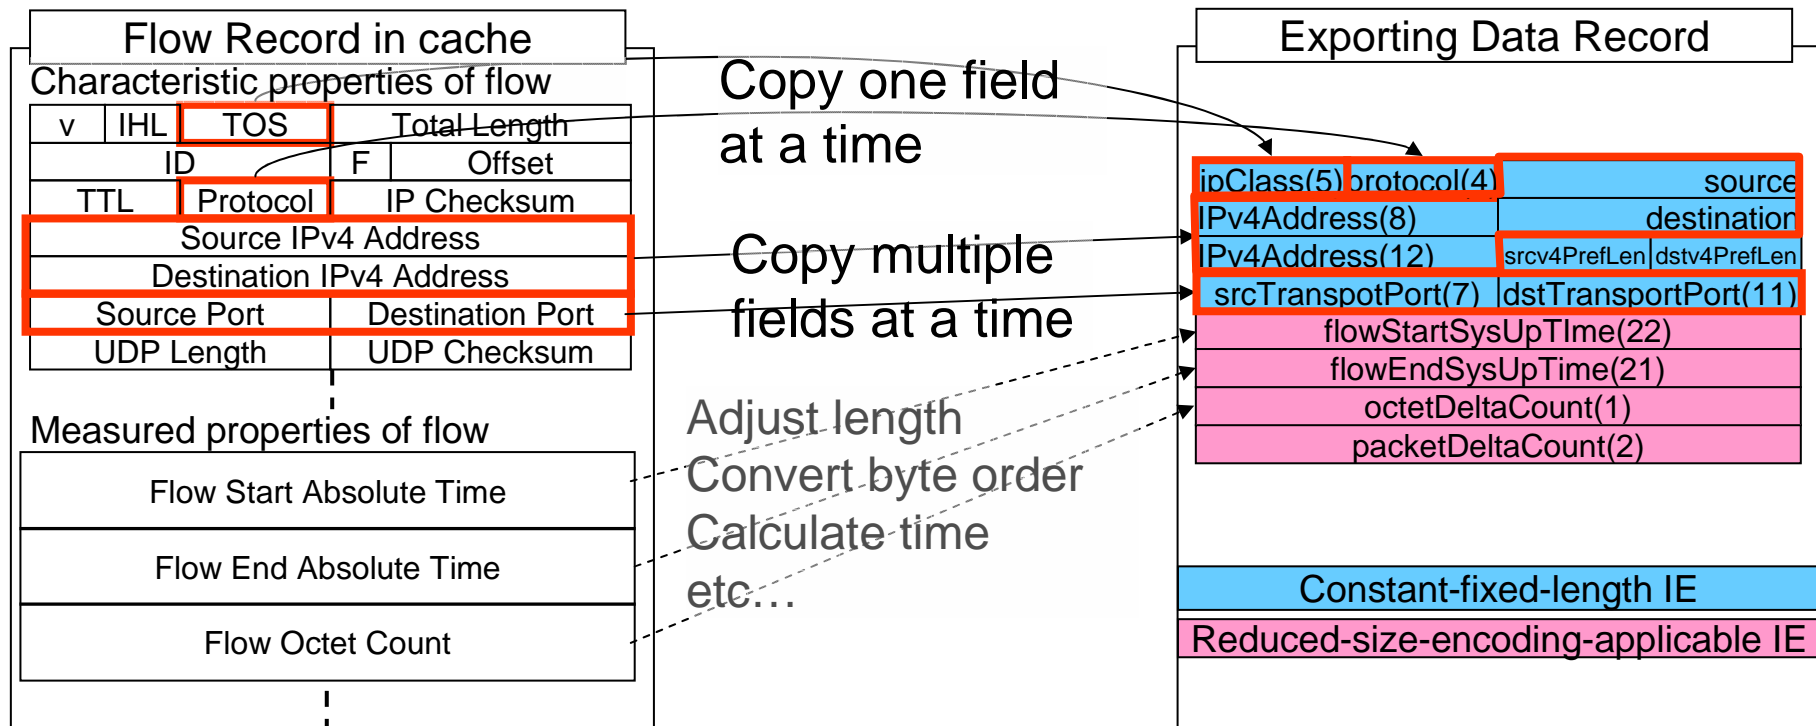 Flow Record in cache
Characteristic properties of flow
v IHL TOS Total Length
ID F Offset
TTL Protocol IP Checksum
Source IPv4 Address
Destination IPv4 Address
Source Port Destination Port
UDP Length UDP Checksum
Measured properties of flow
Flow Start Absolute Time
Flow End Absolute Time
Flow Octet Count
Copy one field
at a time
Copy multiple
fields at a time
Adjust length
Convert byte order
Calculate time
etc…
Exporting Data Record
ipClass(5) protocol(4) source
IPv4Address(8) destination
IPv4Address(12) srcv4PrefLen dstv4PrefLen
srcTranspotPort(7) dstTransportPort(11)
flowStartSysUpTIme(22)
flowEndSysUpTime(21)
octetDeltaCount(1)
packetDeltaCount(2)
Constant-fixed-length IE
Reduced-size-encoding-applicable IE